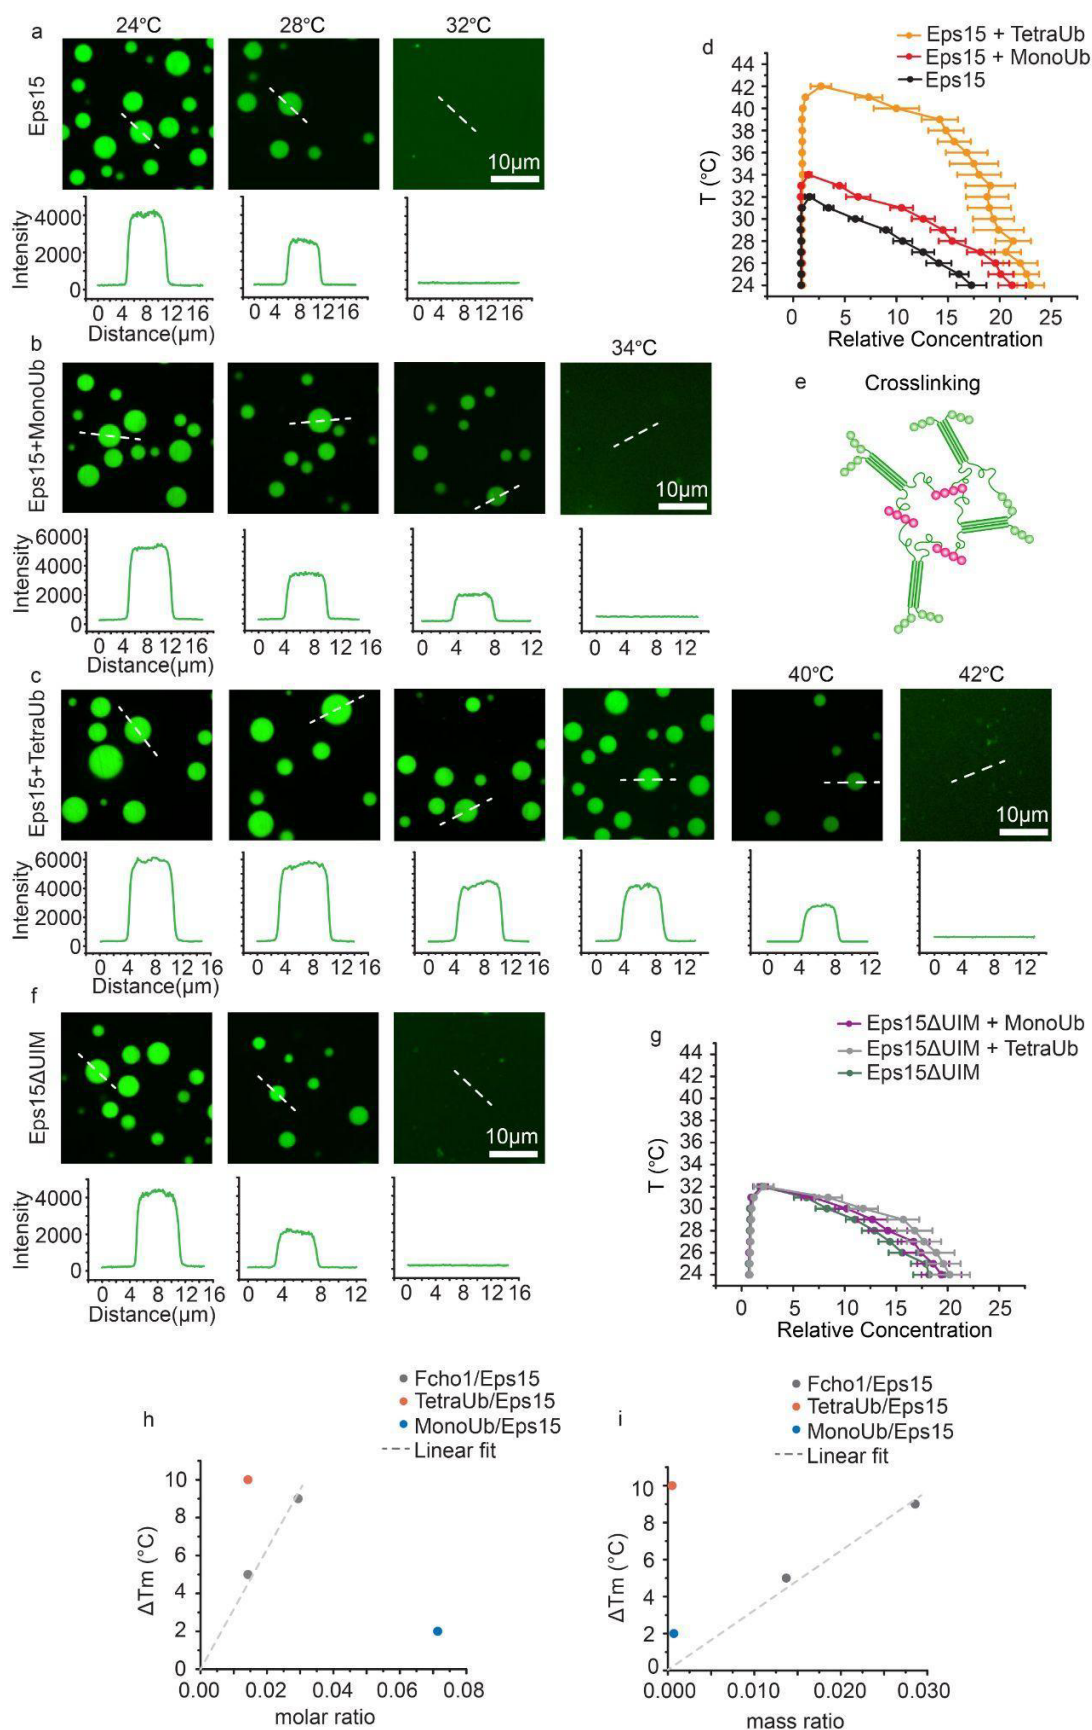 a
24°C 28°C 32°C
Eps15
10µm
Intensity
4000
2000
0
0 4 8 12 16
0 4 8 12 16
0 4 8 12 16
Distance(µm)
b
34°C
Eps15+MonoUb
10µm
Intensity
6000
4000
2000
0
0 4 8 12 16
0 4 8 12 16
0 4 8 12
0 4 8 12
Distance(µm)
c
40°C 42°C
Eps15+TetraUb
10µm
Intensity
6000
4000
2000
0
0 4 8 12 16
0 4 8 12 16
0 4 8 12
0 4 8 12
0 4 8 12
0 4 8 12
Distance(µm)
d
Eps15 + TetraUb
Eps15 + MonoUb
Eps15
T (°C)
44
42
40
38
36
34
32
30
28
26
24
0 5 10 15 20 25
Relative Concentration
e
Crosslinking
f
Eps15ΔUIM
10µm
Intensity
4000
2000
0
0 4 8 12 16
0 4 8 12
0 4 8 12
Distance(µm)
g
Eps15ΔUIM + MonoUb
Eps15ΔUIM + TetraUb
Eps15ΔUIM
T (°C)
44
42
40
38
36
34
32
30
28
26
24
0 5 10 15 20 25
Relative Concentration
h
Fcho1/Eps15
TetraUb/Eps15
MonoUb/Eps15
Linear fit
ΔTm (°C)
10
8
6
4
2
0
0.00 0.02 0.04 0.06 0.08
molar ratio
i
Fcho1/Eps15
TetraUb/Eps15
MonoUb/Eps15
Linear fit
ΔTm (°C)
10
8
6
4
2
0
0.000 0.010 0.020 0.030
mass ratio